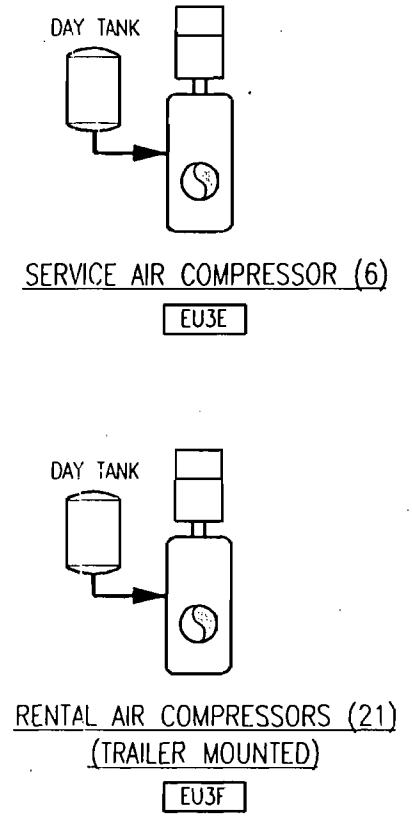 DAY TANK
SERVICE AIR COMPRESSOR (6)
EU3E
DAY TANK
RENTAL AIR COMPRESSORS (21)
(TRAILER MOUNTED)
EU3F